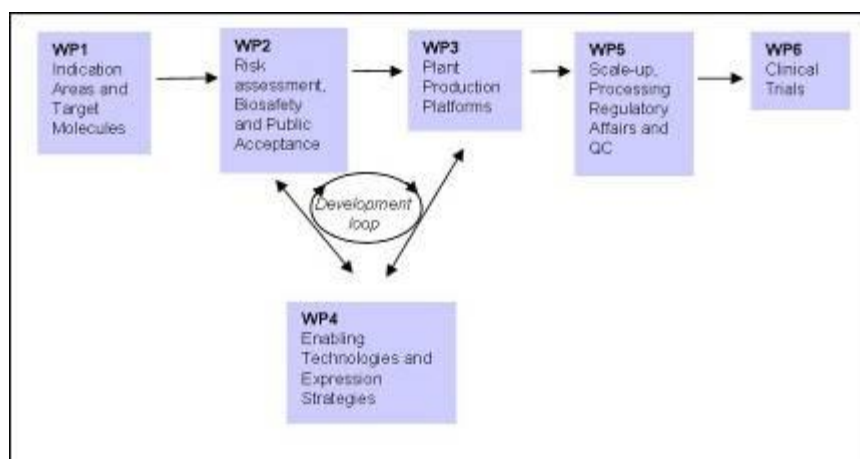 WP1
Indication
Areas and
Target
Molecules
WP2
Risk
assessment,
Biosafety
and Public
Acceptance
WP3
Plant
Production
Platforms
WP5
Scale-up,
Processing
Regulatory
Affairs and
QC
WP6
Clinical
Trials
Development
loop
WP4
Enabling
Technologies and
Expression
Strategies